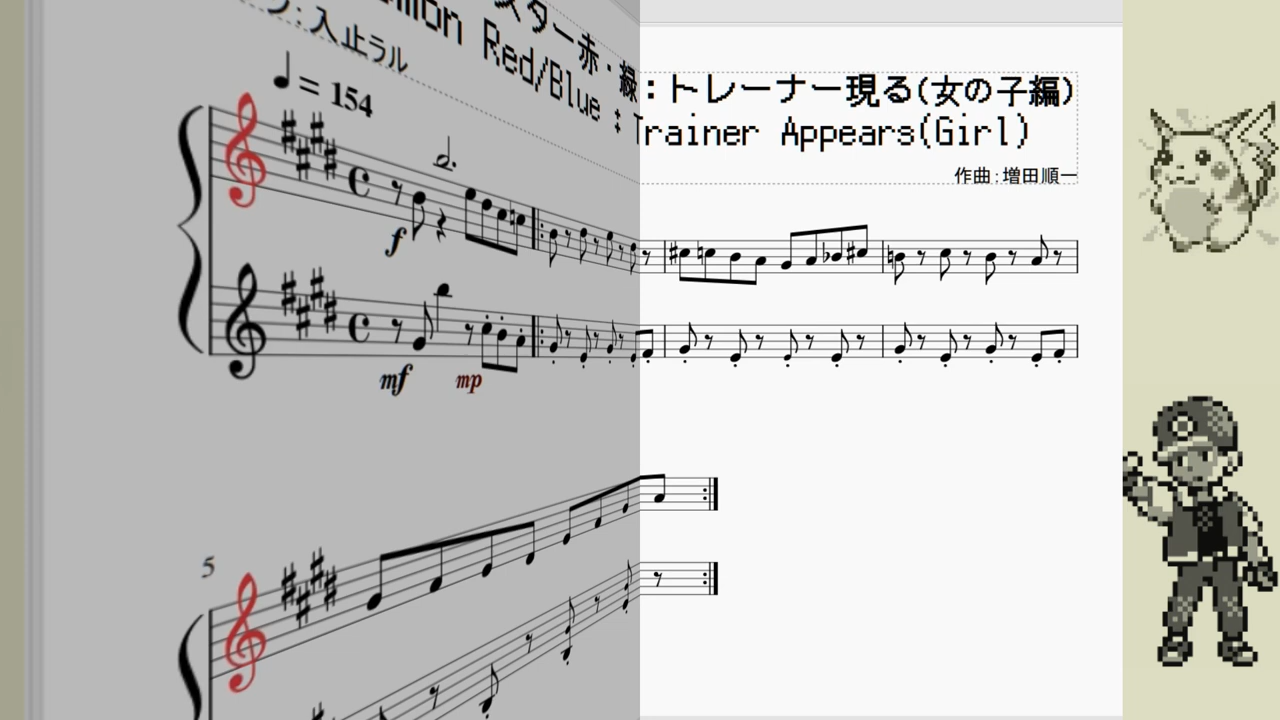 スター赤・緑：トレーナー現る(女の子編)
Red/Blue : Trainer Appears(Girl)
：入止ラル
作曲：増田順一
= 154
f
mf
mp
5